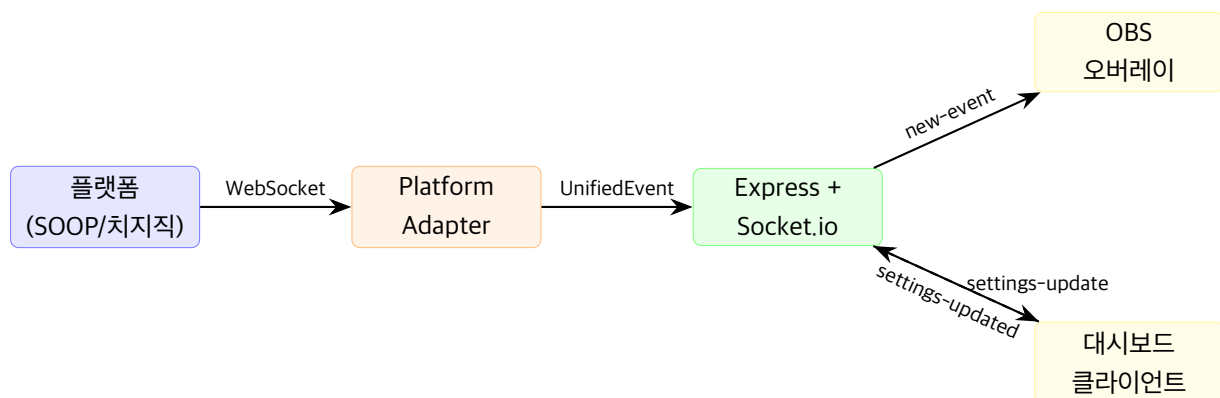 플랫폼
(SOOP/치지직)
WebSocket
Platform
Adapter
UnifiedEvent
Express +
Socket.io
new-event
OBS
오버레이
settings-update
settings-updated
대시보드
클라이언트